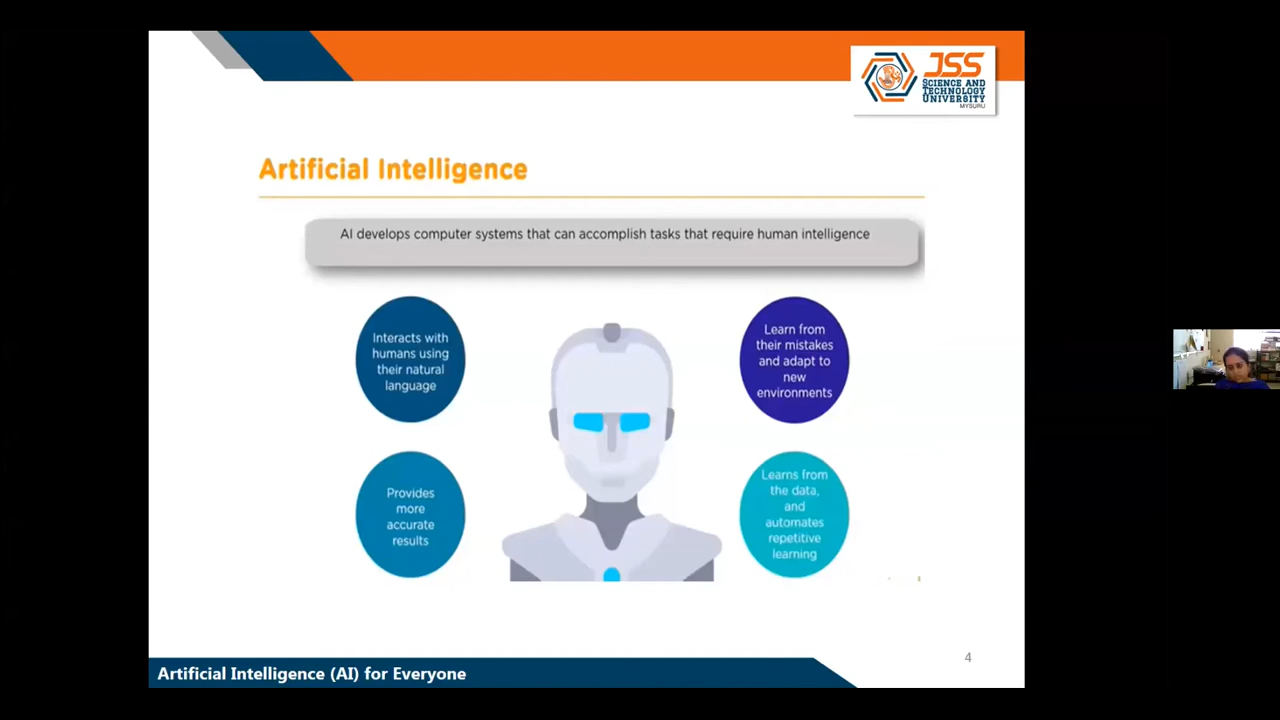 JSS
SCIENCE AND
TECHNOLOGY
UNIVERSITY
MYSURU
Artificial Intelligence
AI develops computer systems that can accomplish tasks that require human intelligence
Interacts with
humans using
their natural
language
Learn from
their mistakes
and adapt to
new
environments
Provides
more
accurate
results
Learns from
the data,
and
automates
repetitive
learning
4
Artificial Intelligence (AI) for Everyone